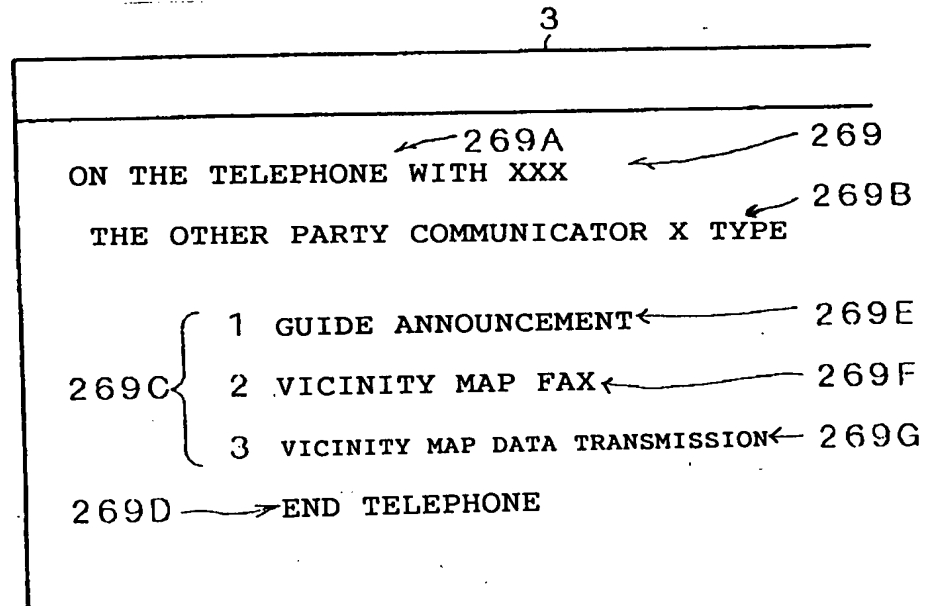 3
269A
269
ON THE TELEPHONE WITH XXX
269B
THE OTHER PARTY COMMUNICATOR X TYPE
1 GUIDE ANNOUNCEMENT 269E
269C 2 VICINITY MAP FAX 269F
3 VICINITY MAP DATA TRANSMISSION 269G
269D END TELEPHONE